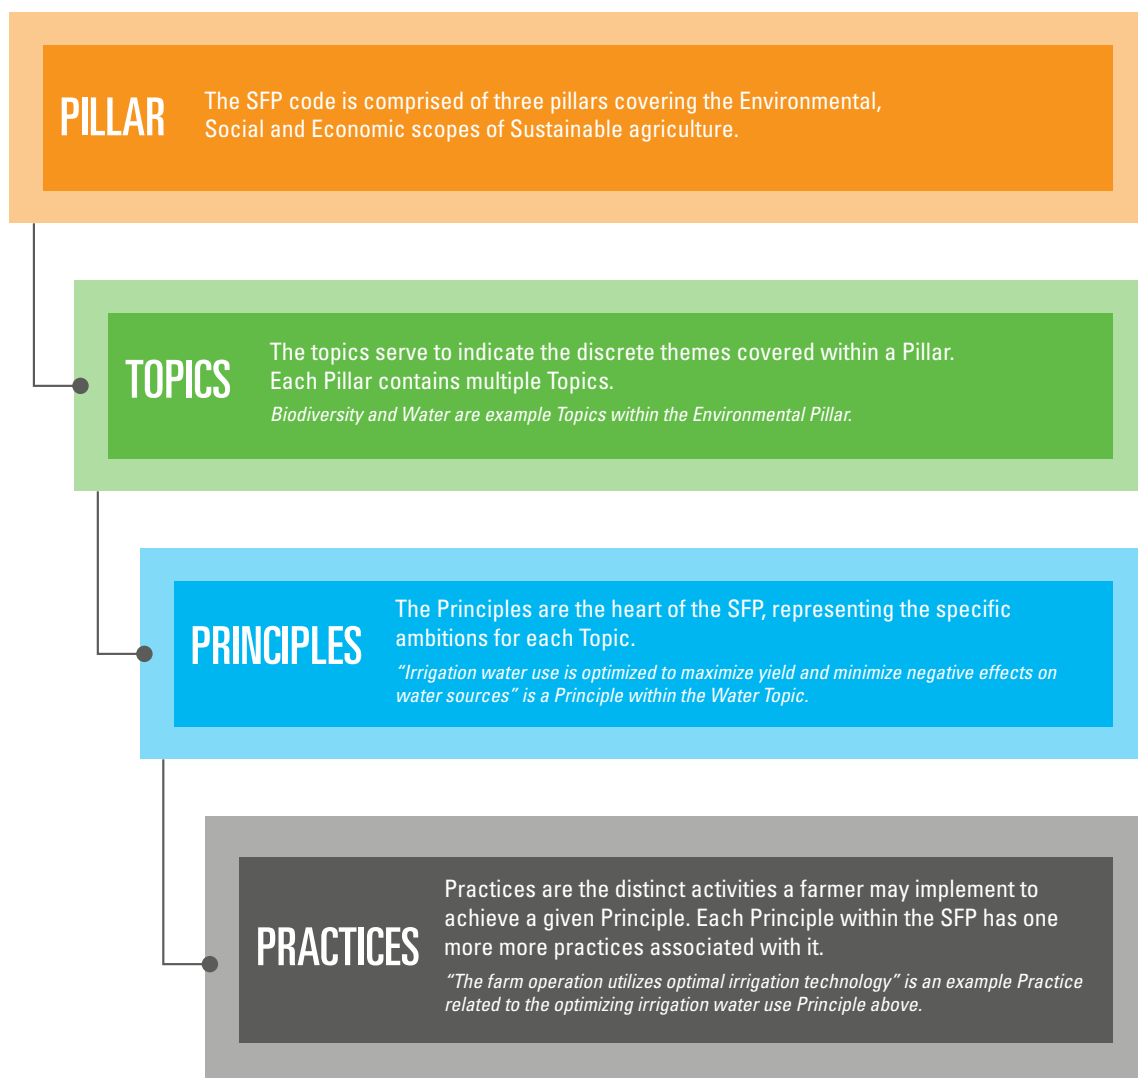 PILLAR
The SFP code is comprised of three pillars covering the Environmental,
Social and Economic scopes of Sustainable agriculture.
TOPICS
The topics serve to indicate the discrete themes covered within a Pillar.
Each Pillar contains multiple Topics.
Biodiversity and Water are example Topics within the Environmental Pillar.
PRINCIPLES
The Principles are the heart of the SFP, representing the specific
ambitions for each Topic.
“Irrigation water use is optimized to maximize yield and minimize negative effects on
water sources” is a Principle within the Water Topic.
PRACTICES
Practices are the distinct activities a farmer may implement to
achieve a given Principle. Each Principle within the SFP has one
more more practices associated with it.
“The farm operation utilizes optimal irrigation technology” is an example Practice
related to the optimizing irrigation water use Principle above.